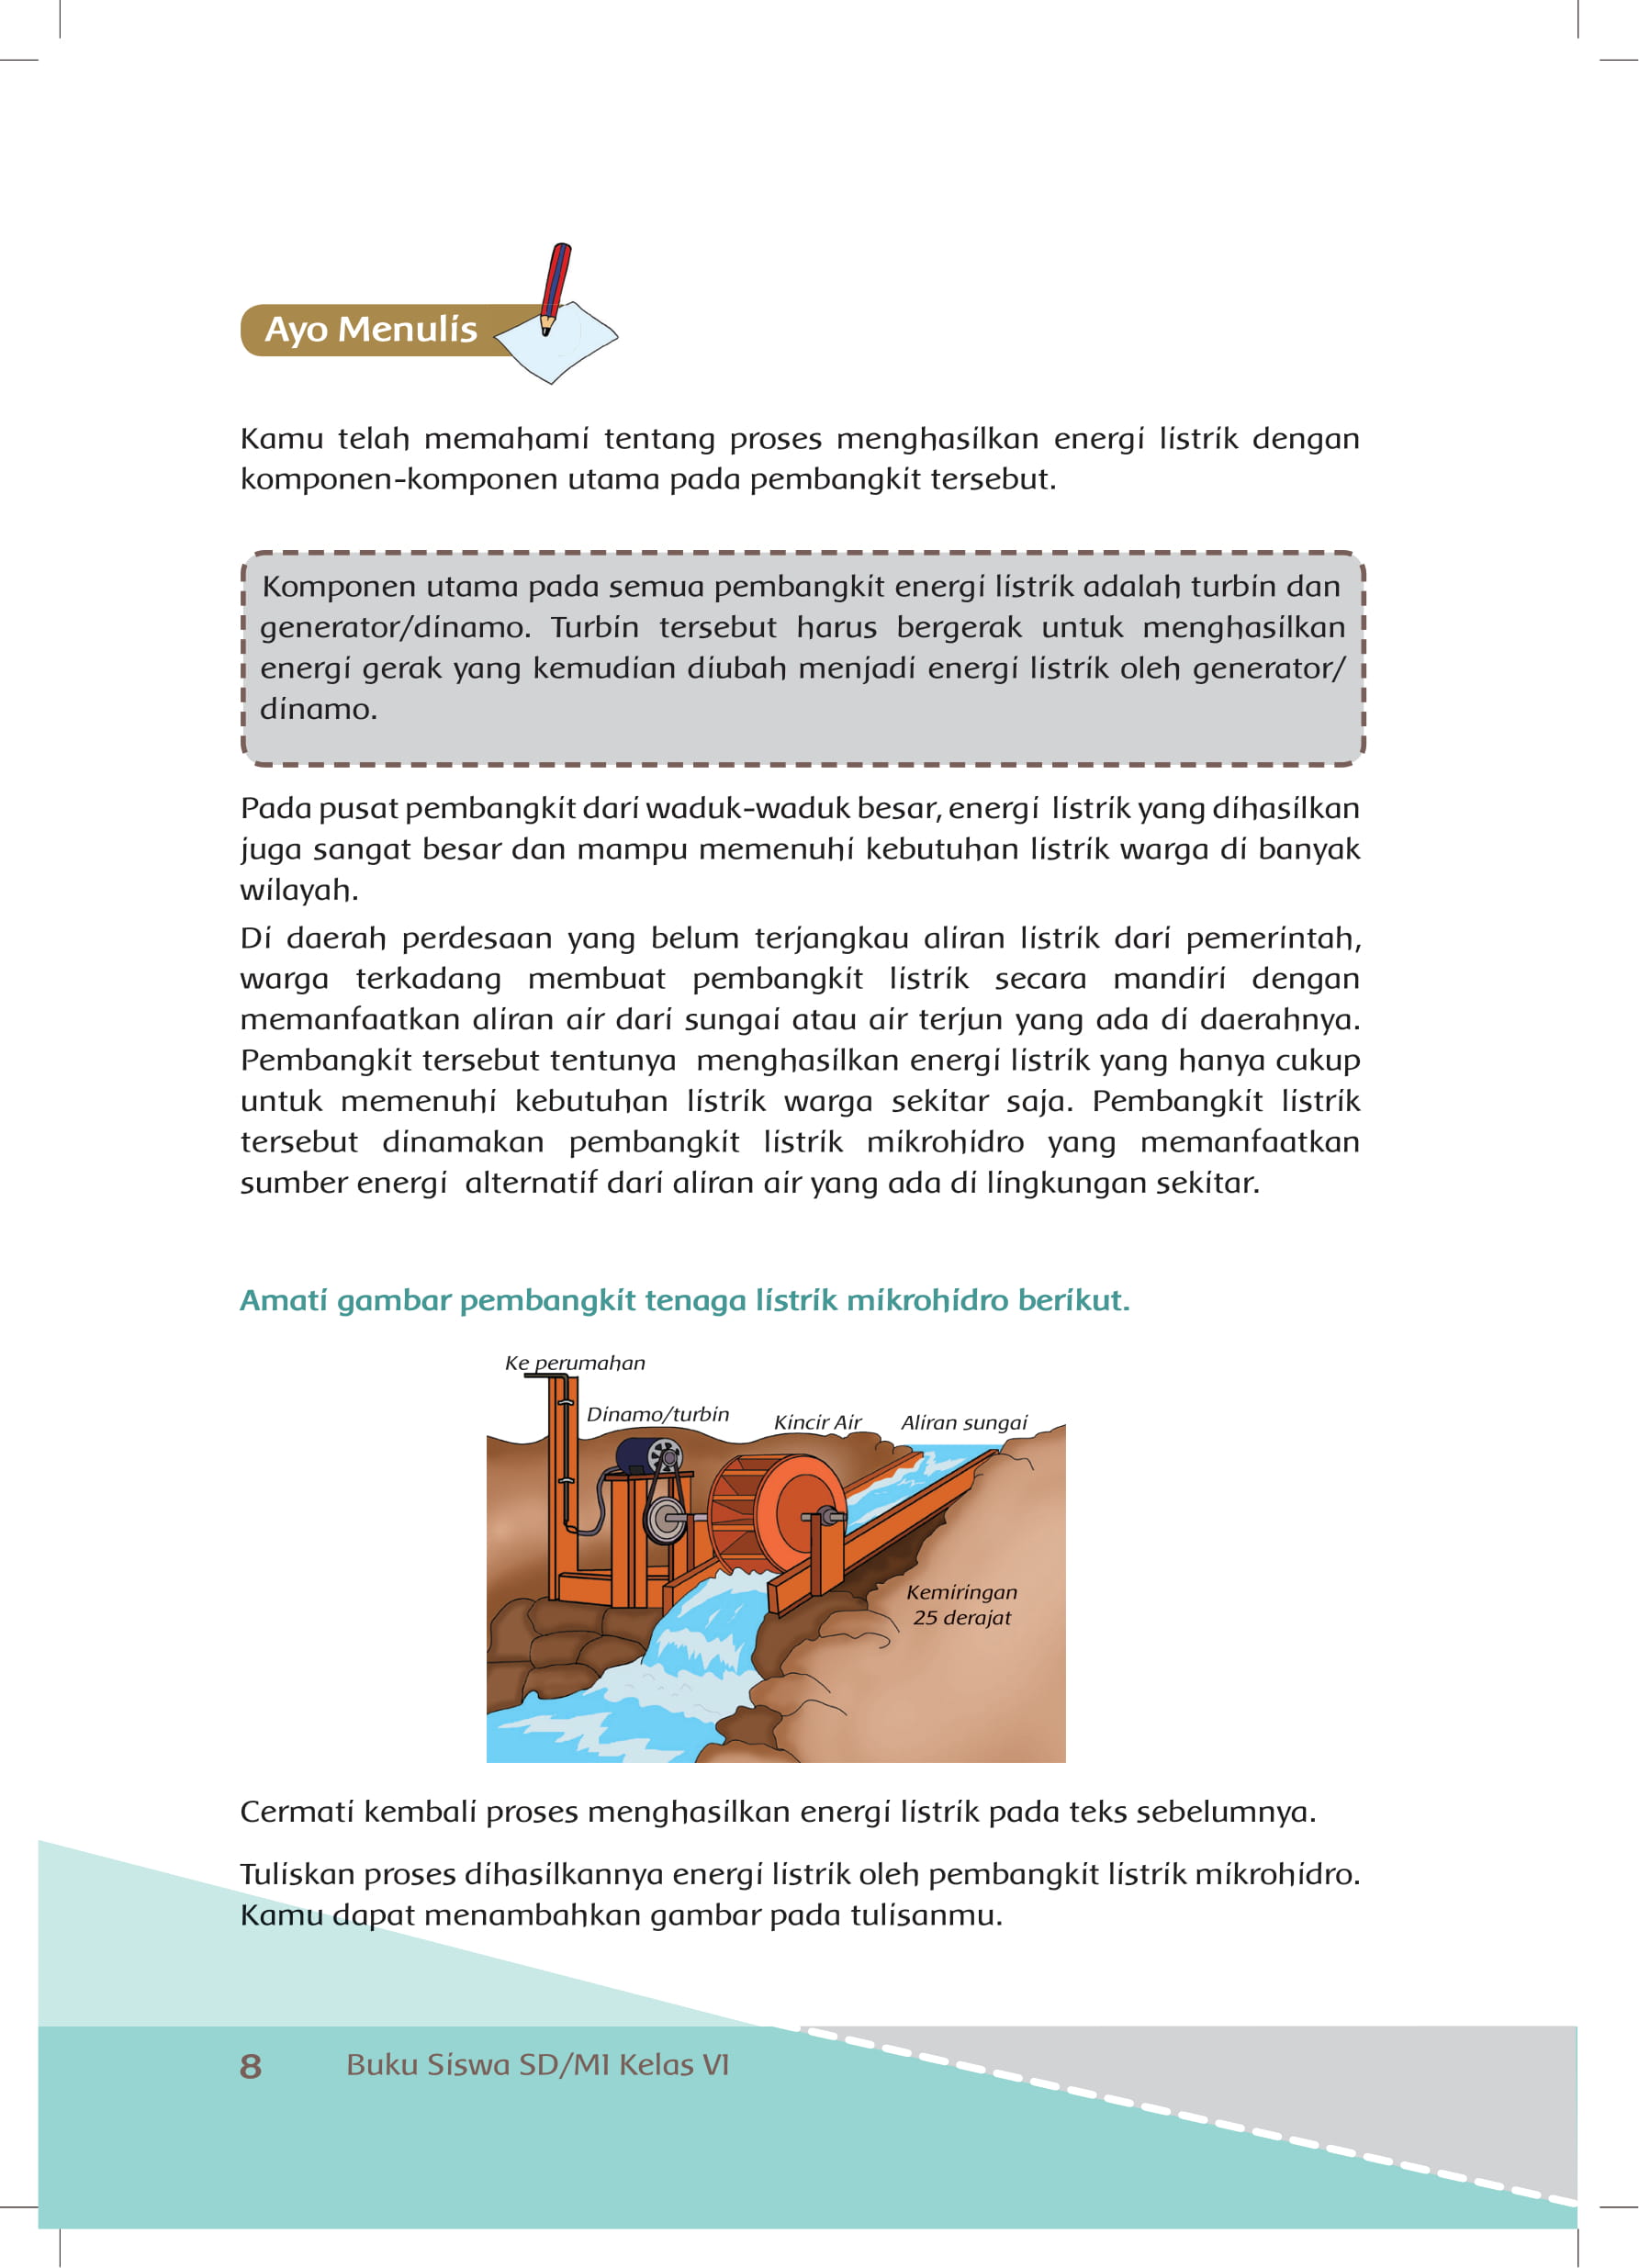 Ayo Menulis
Kamu telah memahami tentang proses menghasilkan energi listrik dengan
komponen-komponen utama pada pembangkit tersebut.
Komponen utama pada semua pembangkit energi listrik adalah turbin dan
generator/dinamo. Turbin tersebut harus bergerak untuk menghasilkan
energi gerak yang kemudian diubah menjadi energi listrik oleh generator/
dinamo.
Pada pusat pembangkit dari waduk-waduk besar, energi listrik yang dihasilkan
juga sangat besar dan mampu memenuhi kebutuhan listrik warga di banyak
wilayah.
Di daerah perdesaan yang belum terjangkau aliran listrik dari pemerintah,
warga terkadang membuat pembangkit listrik secara mandiri dengan
memanfaatkan aliran air dari sungai atau air terjun yang ada di daerahnya.
Pembangkit tersebut tentunya menghasilkan energi listrik yang hanya cukup
untuk memenuhi kebutuhan listrik warga sekitar saja. Pembangkit listrik
tersebut dinamakan pembangkit listrik mikrohidro yang memanfaatkan
sumber energi alternatif dari aliran air yang ada di lingkungan sekitar.
Amati gambar pembangkit tenaga listrik mikrohidro berikut.
Ke perumahan
Dinamo/turbin
Kincir Air
Aliran sungai
Kemiringan
25 derajat
Cermati kembali proses menghasilkan energi listrik pada teks sebelumnya.
Tuliskan proses dihasilkannya energi listrik oleh pembangkit listrik mikrohidro.
Kamu dapat menambahkan gambar pada tulisanmu.
8 Buku Siswa SD/MI Kelas VI